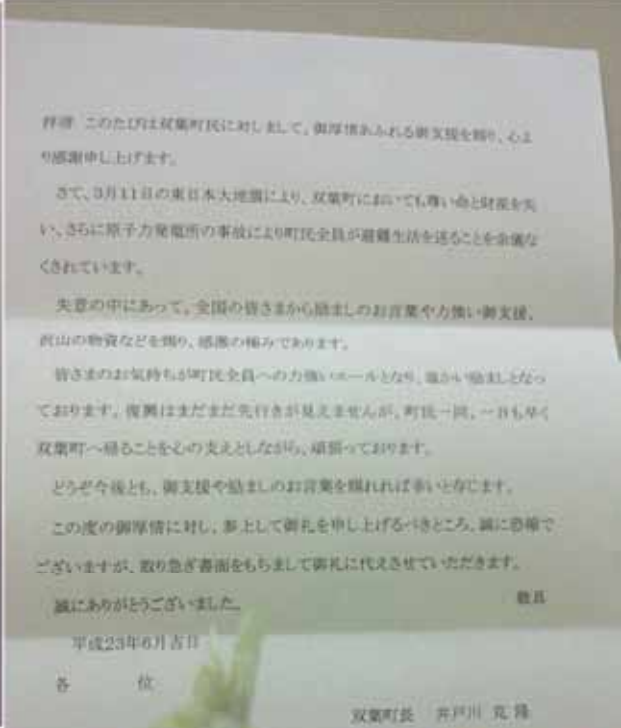 拝啓 このたびは双葉町民に対しまして、御厚情あふれる御支援を賜り、心よ
り感謝申し上げます。
さて、3月11日の東日本大地震により、双葉町においても尊い命と財産を失
い、さらに原子力発電所の事故により町民全員が避難生活を送ることを余儀な
くされています。
失意の中にあって、全国の皆さまから励ましのお言葉や力強い御支援、
沢山の物資などを賜り、感激の極みであります。
皆さまのお気持ちが町民全員への力強いエールとなり、温かい励ましとなっ
ております。復興はまだまだ先行きが見えませんが、町民一同、一日も早く
双葉町へ帰ることを心の支えとしながら、頑張っております。
どうぞ今後とも、御支援や励ましのお言葉を賜れれば幸いと存じます。
この度の御厚情に対し、参上して御礼を申し上げるべきところ、誠に恐縮で
ございますが、取り急ぎ書面をもちまして御礼に代えさせていただきます。
誠にありがとうございました。 敬具
平成23年6月吉日
各 位
双葉町長 井戸川 克隆